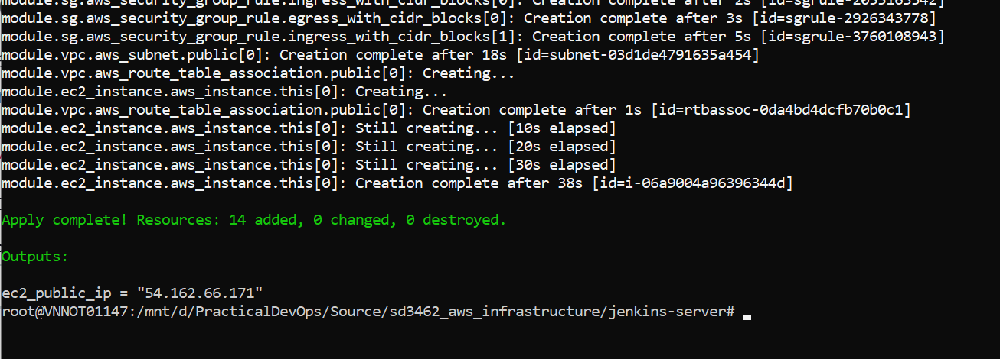 module.sg.aws_security_group_rule.ingress_with_cidr_blocks[0]: Creation complete after 2s [id=sgrule-2055163542]
module.sg.aws_security_group_rule.egress_with_cidr_blocks[0]: Creation complete after 3s [id=sgrule-2926343778]
module.sg.aws_security_group_rule.ingress_with_cidr_blocks[1]: Creation complete after 5s [id=sgrule-3760108943]
module.vpc.aws_subnet.public[0]: Creation complete after 18s [id=subnet-03d1de4791635a454]
module.vpc.aws_route_table_association.public[0]: Creating...
module.ec2_instance.aws_instance.this[0]: Creating...
module.vpc.aws_route_table_association.public[0]: Creation complete after 1s [id=rtbassoc-0da4bd4dcfb70b0c1]
module.ec2_instance.aws_instance.this[0]: Still creating... [10s elapsed]
module.ec2_instance.aws_instance.this[0]: Still creating... [20s elapsed]
module.ec2_instance.aws_instance.this[0]: Still creating... [30s elapsed]
module.ec2_instance.aws_instance.this[0]: Creation complete after 38s [id=i-06a9004a96396344d]
Apply complete! Resources: 14 added, 0 changed, 0 destroyed.
Outputs:
ec2_public_ip = "54.162.66.171"
root@VNNOT01147:/mnt/d/PracticalDevOps/Source/sd3462_aws_infrastructure/jenkins-server#